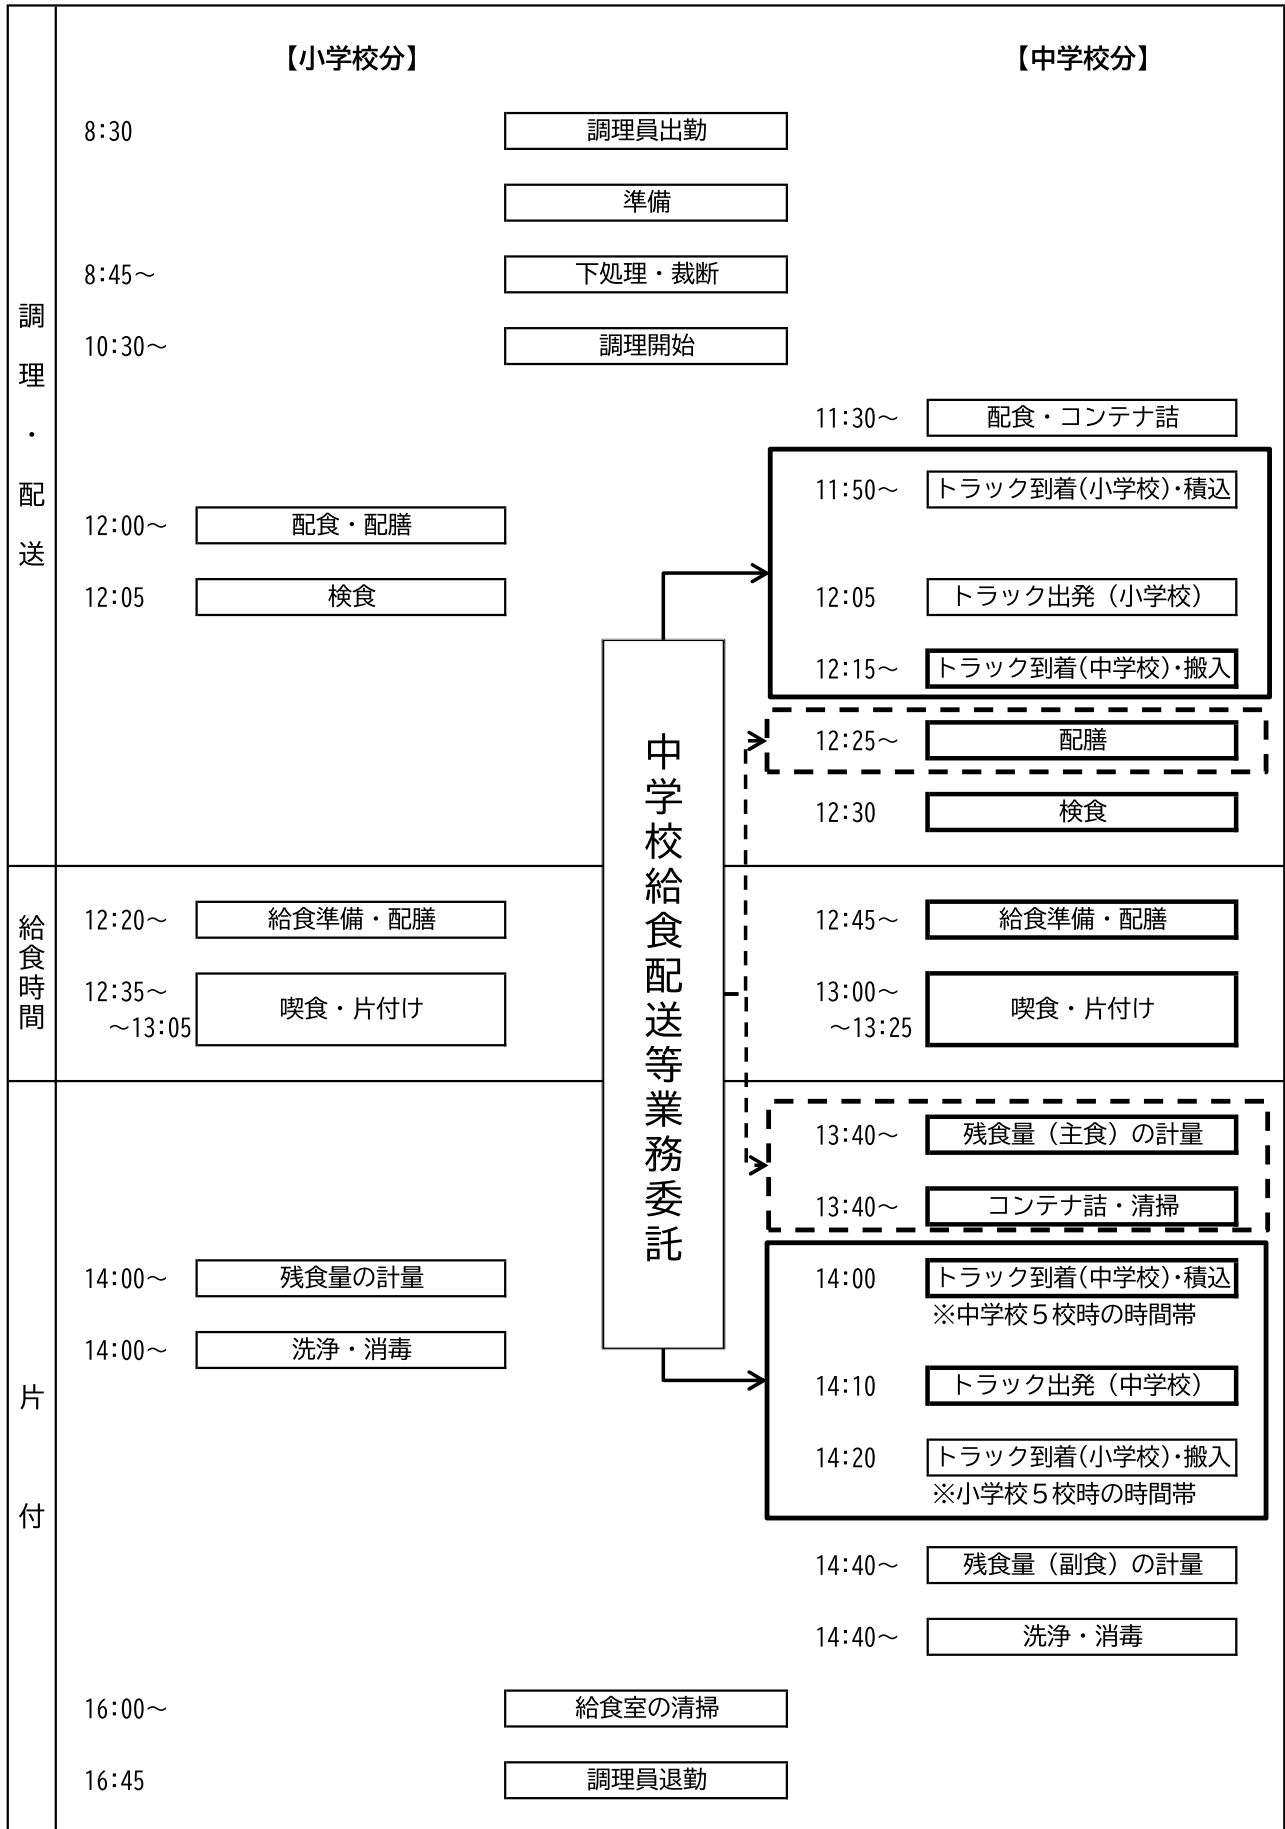 【小学校分】
【中学校分】
調理・配送
8:30
調理員出勤
準備
8:45～
下処理・裁断
10:30～
調理開始
11:30～
配食・コンテナ詰
11:50～
トラック到着(小学校)・積込
12:00～
配食・配膳
12:05
検食
12:05
トラック出発（小学校）
12:15～
トラック到着(中学校)・搬入
12:25～
配膳
12:30
検食
中学校給食配送等業務委託
給食時間
12:20～
給食準備・配膳
12:45～
給食準備・配膳
12:35～
～13:05
喫食・片付け
13:00～
～13:25
喫食・片付け
片付
13:40～
残食量（主食）の計量
13:40～
コンテナ詰・清掃
14:00～
残食量の計量
14:00
トラック到着(中学校)・積込
※中学校５校時の時間帯
14:00～
洗浄・消毒
14:10
トラック出発（中学校）
14:20
トラック到着(小学校)・搬入
※小学校５校時の時間帯
14:40～
残食量（副食）の計量
14:40～
洗浄・消毒
16:00～
給食室の清掃
16:45
調理員退勤